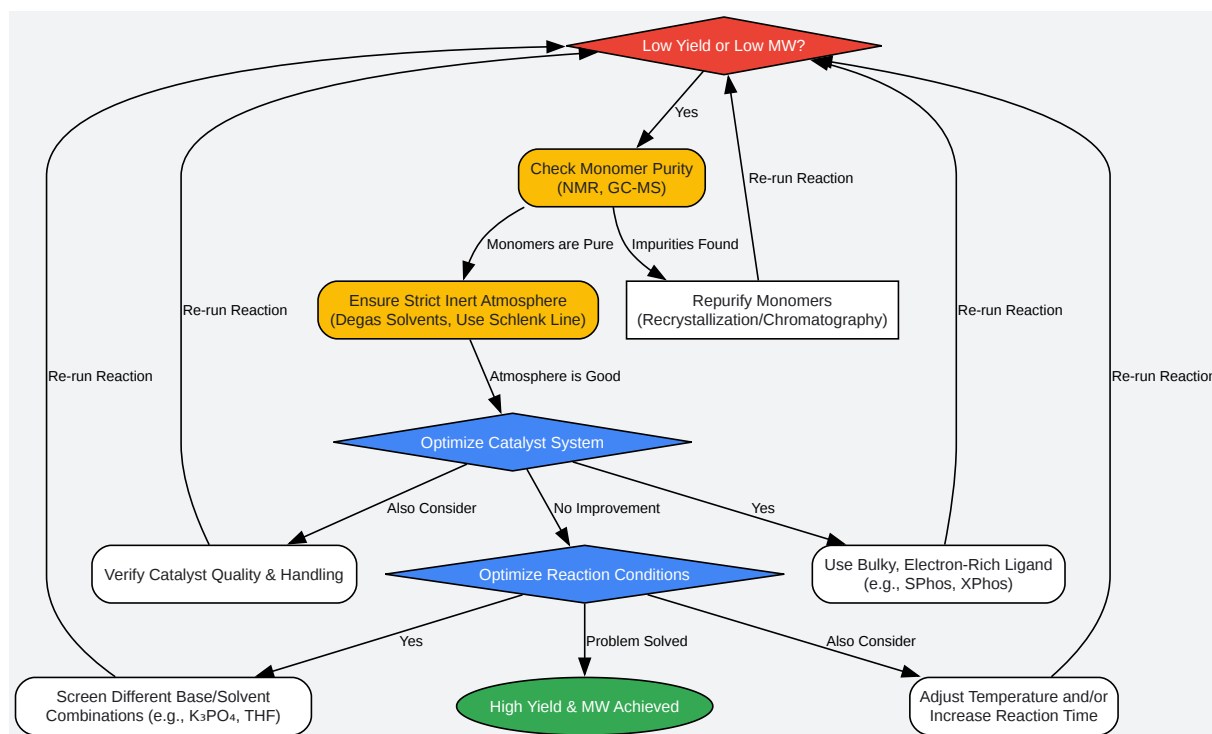 Low Yield or Low MW?
Yes
Check Monomer Purity
(NMR, GC-MS)
Re-run Reaction
Monomers are Pure
Impurities Found
Ensure Strict Inert Atmosphere
(Degas Solvents, Use Schlenk Line)
Repurify Monomers
(Recrystallization/Chromatography)
Re-run Reaction
Re-run Reaction
Re-run Reaction
Atmosphere is Good
Re-run Reaction
Optimize Catalyst System
Also Consider
No Improvement
Yes
Verify Catalyst Quality & Handling
Optimize Reaction Conditions
Use Bulky, Electron-Rich Ligand
(e.g., SPhos, XPhos)
Yes
Problem Solved
Also Consider
Screen Different Base/Solvent
Combinations (e.g., K₃PO₄, THF)
High Yield & MW Achieved
Adjust Temperature and/or
Increase Reaction Time